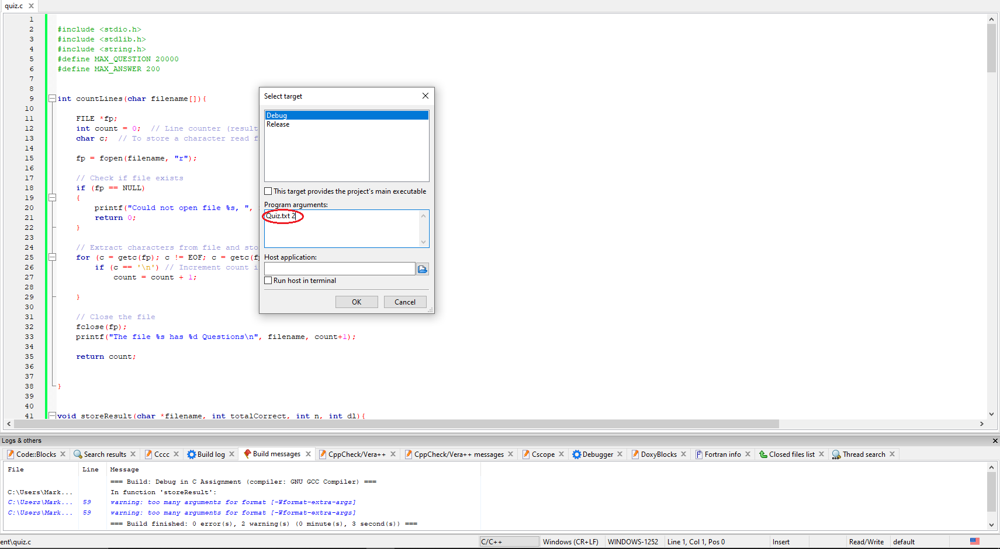 quiz.c
1
2 #include <stdio.h>
3 #include <stdlib.h>
4 #include <string.h>
5 #define MAX_QUESTION 20000
6 #define MAX_ANSWER 200
7
8
9 int countLines(char filename[]){
10
11 FILE *fp;
12 int count = 0;  // Line counter (result
13 char c;  // To store a character read f
14
15 fp = fopen(filename, "r");
16
17 // Check if file exists
18 if (fp == NULL)
19 {
20 printf("Could not open file %s, ",
21 return 0;
22 }
23
24 // Extract characters from file and sto
25 for (c = getc(fp); c != EOF; c = getc(fp
26 if (c == '\n') // Increment count i
27 count = count + 1;
28
29 }
30
31 // Close the file
32 fclose(fp);
33 printf("The file %s has %d Questions\n", filename, count+1);
34
35 return count;
36
37
38 }
39
40
41 void storeResult(char *filename, int totalCorrect, int n, int dl){
Select target
Debug
Release
This target provides the project's main executable
Program arguments:
Quiz.txt 2
Host application:
Run host in terminal
OK Cancel
Logs & others
Code::Blocks Search results Cccc Build log Build messages CppCheck/Vera++ CppCheck/Vera++ messages Cscope Debugger DoxyBlocks Fortran info Closed files list Thread search
File Line Message
=== Build: Debug in C Assignment (compiler: GNU GCC Compiler) ===
C:\Users\Mark... In function 'storeResult':
C:\Users\Mark... 59 warning: too many arguments for format [-Wformat-extra-args]
C:\Users\Mark... 59 warning: too many arguments for format [-Wformat-extra-args]
=== Build finished: 0 error(s), 2 warning(s) (0 minute(s), 3 second(s)) ===
ent\quiz.c C/C++ Windows (CR+LF) WINDOWS-1252 Line 1, Col 1, Pos 0 Insert Read/Write default